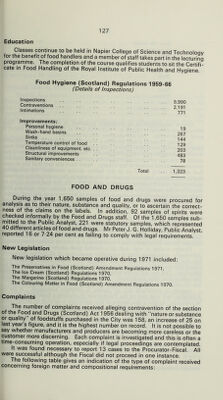 127
Education
Classes continue to be held in Napier College of Science and Technology
for the benefit of food handlers and a member of staff takes part in the lecturing
programme. The completion of the course qualifies students to sit the Certifi-
cate in Food Handling of the Royal Institute of Public Health and Hygiene.
Food Hygiene (Scotland) Regulations 1959-66
(Details of Inspections)
Inspections
Contraventions 2,191
Intimations 771
Improvements:
Personal hygiene 19
Wash-hand basins 267
Sinks 144
Temperature control of food 129
Cleanliness of equipment, etc. 203
Structural improvements 483
Sanitary conveniences 78
Total 1,323
FOOD AND DRUGS
During the year 1,650 samples of food and drugs were procured for
analysis as to their nature, substance and quality, or to ascertain the correct-
ness of the claims on the labels. In addition, 92 samples of spirits were
checked informally by the Food and Drugs staff. Of the 1,650 samples sub-
mitted to the Public Analyst, 221 were statutory samples, which represented
40 different articles of food and drugs. Mr Peter J. G. Holliday, Public Analyst,
reported 16 or 7·24 per cent as failing to comply with legal requirements.
New Legislation
New legislation which became operative during 1971 included:
The Preservatives in Food (Scotland) Amendment Regulations 1971.
The Ice Cream (Scotland) Regulations 1970.
The Margarine (Scotland) Regulations 1970.
The Colouring Matter in Food (Scotland) Amendment Regulations 1970.
Complaints
The number of complaints received alleging contravention of the section
of the Food and Drugs (Scotland) Act 1956 dealing with "nature or substance
or quality" of foodstuffs purchased in the City was 158, an increase of 25 on
last year's figure, and it is the highest number on record. It is not possible to
say whether manufacturers and producers are becoming more careless or the
customer more discerning. Each complaint is investigated and this is often a
time-consuming operation, especially if legal proceedings are contemplated.
It was found necessary to report 13 cases to the Procurator-Fiscal. All
were successful although the Fiscal did not proceed in one instance.
The following table gives an indication of the type of complaint received
concerning foreign matter and compositional requirements: